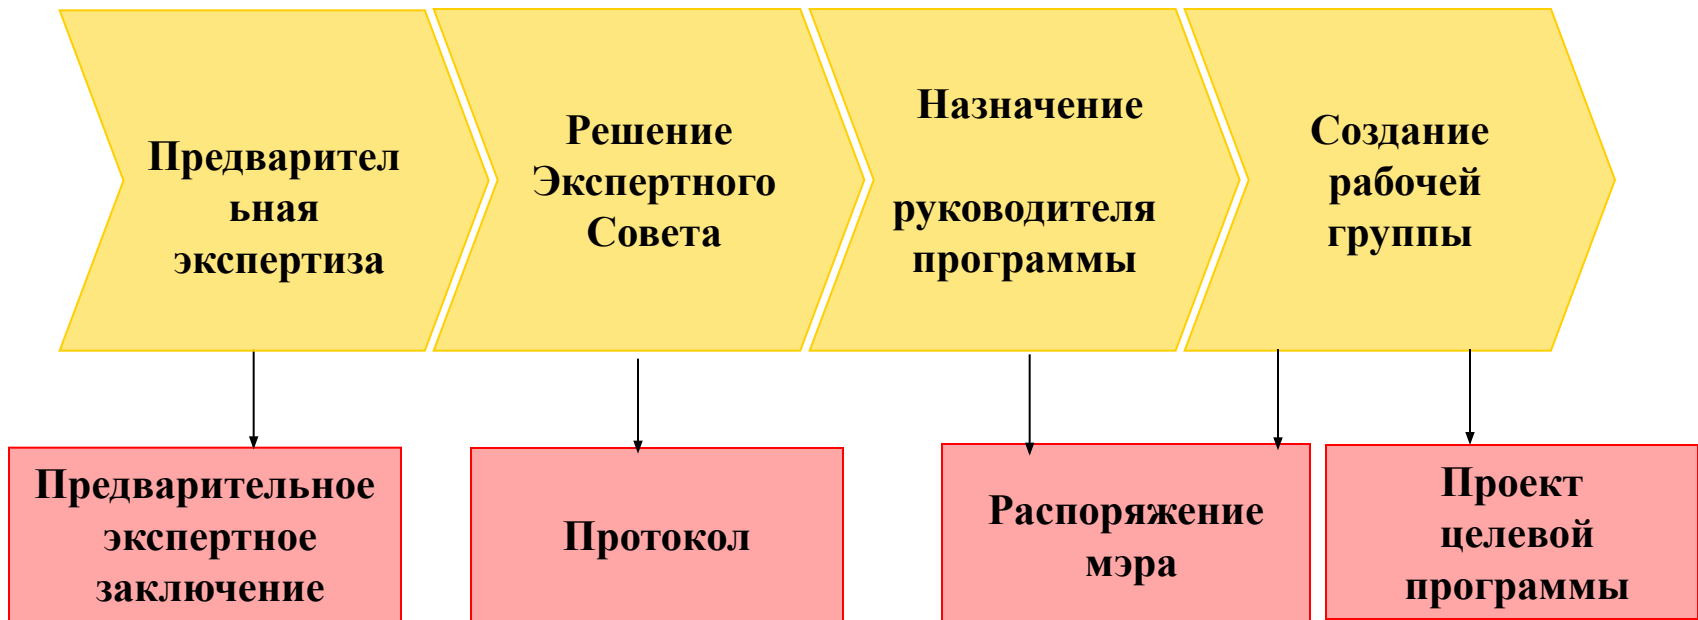 Предварител
ьная
экспертиза
Решение
Экспертного
Совета
Назначение
руководителя
программы
Создание
рабочей
группы
Предварительное
экспертное
заключение
Протокол
Распоряжение
мэра
Проект
целевой
программы